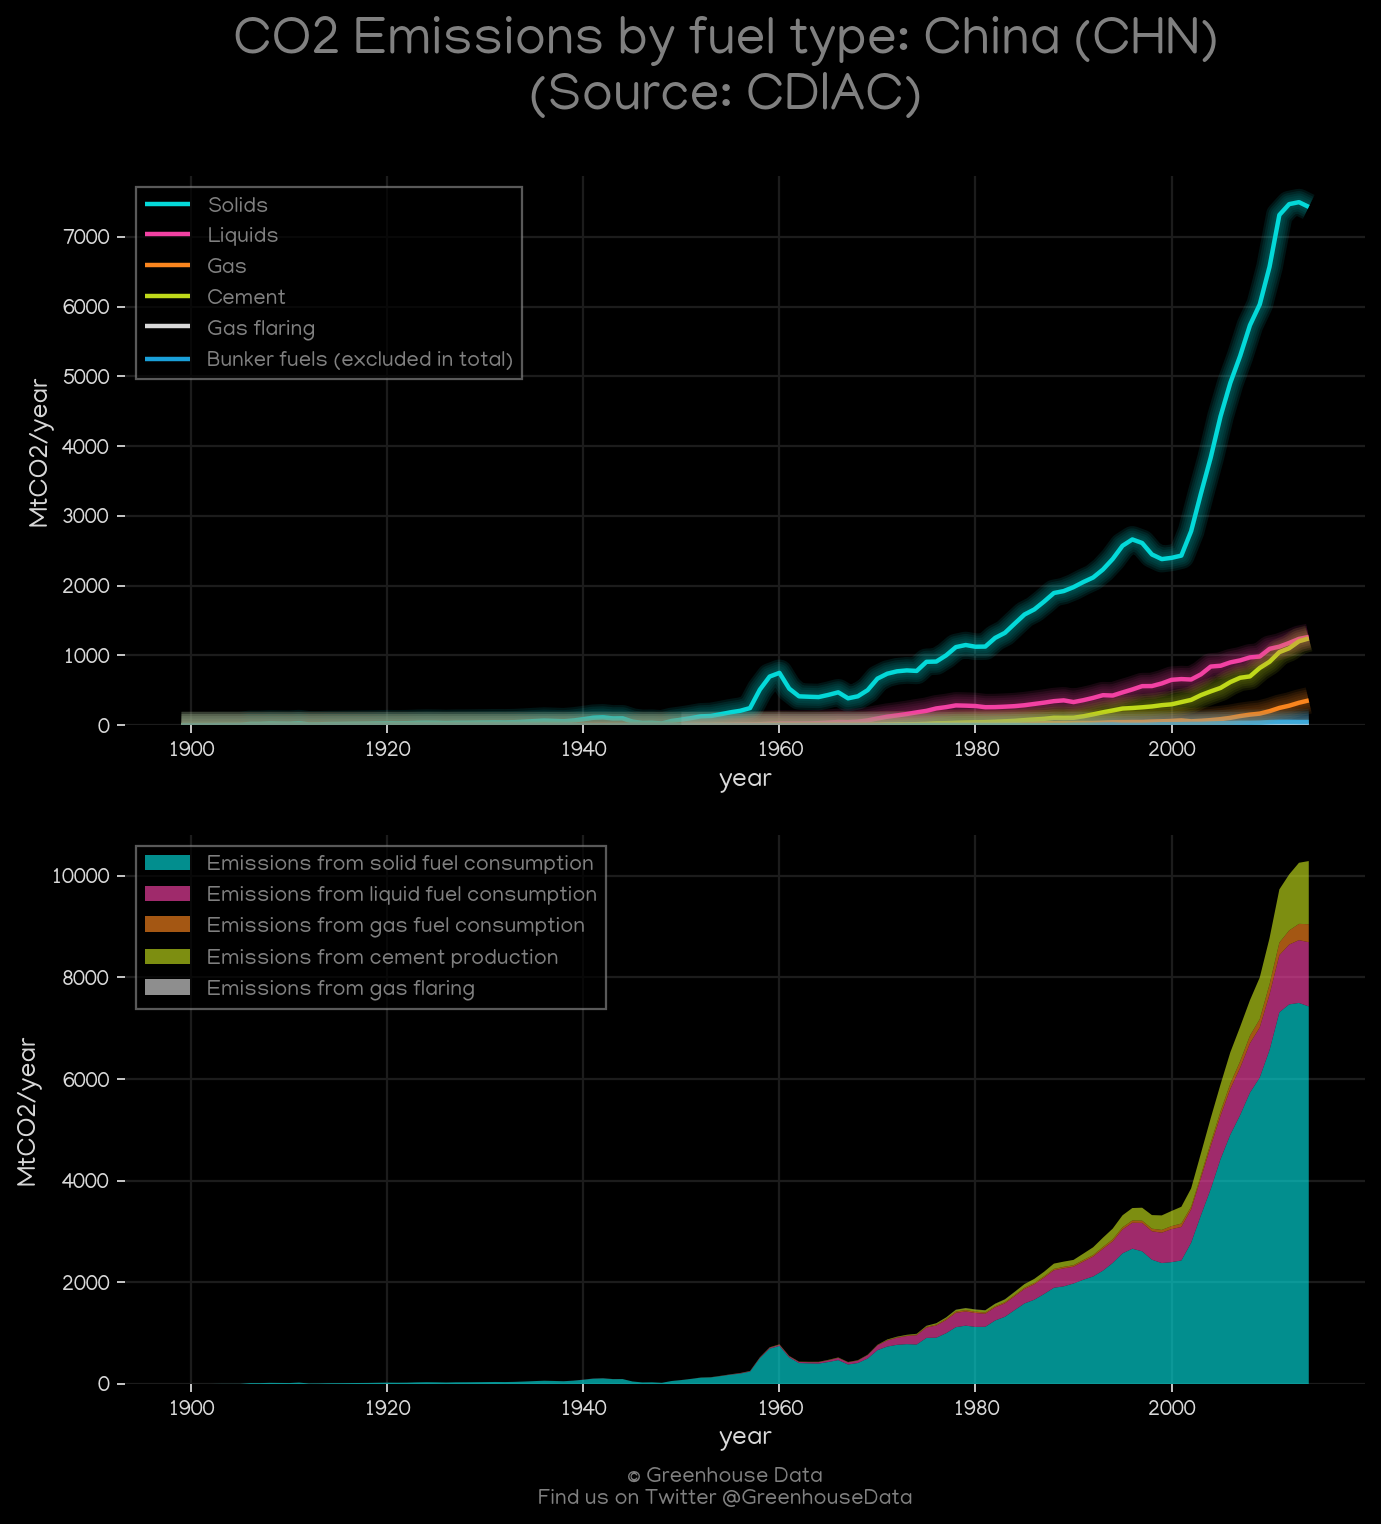 CO2 Emissions by fuel type: China (CHN)
(Source: CDIAC)
Solids
Liquids
Gas
Cement
Gas flaring
Bunker fuels (excluded in total)
MtCO2/year
7000
6000
5000
4000
3000
2000
1000
0
1900 1920 1940 1960 1980 2000
year
Emissions from solid fuel consumption
Emissions from liquid fuel consumption
Emissions from gas fuel consumption
Emissions from cement production
Emissions from gas flaring
MtCO2/year
10000
8000
6000
4000
2000
0
1900 1920 1940 1960 1980 2000
year
© Greenhouse Data
Find us on Twitter @GreenhouseData